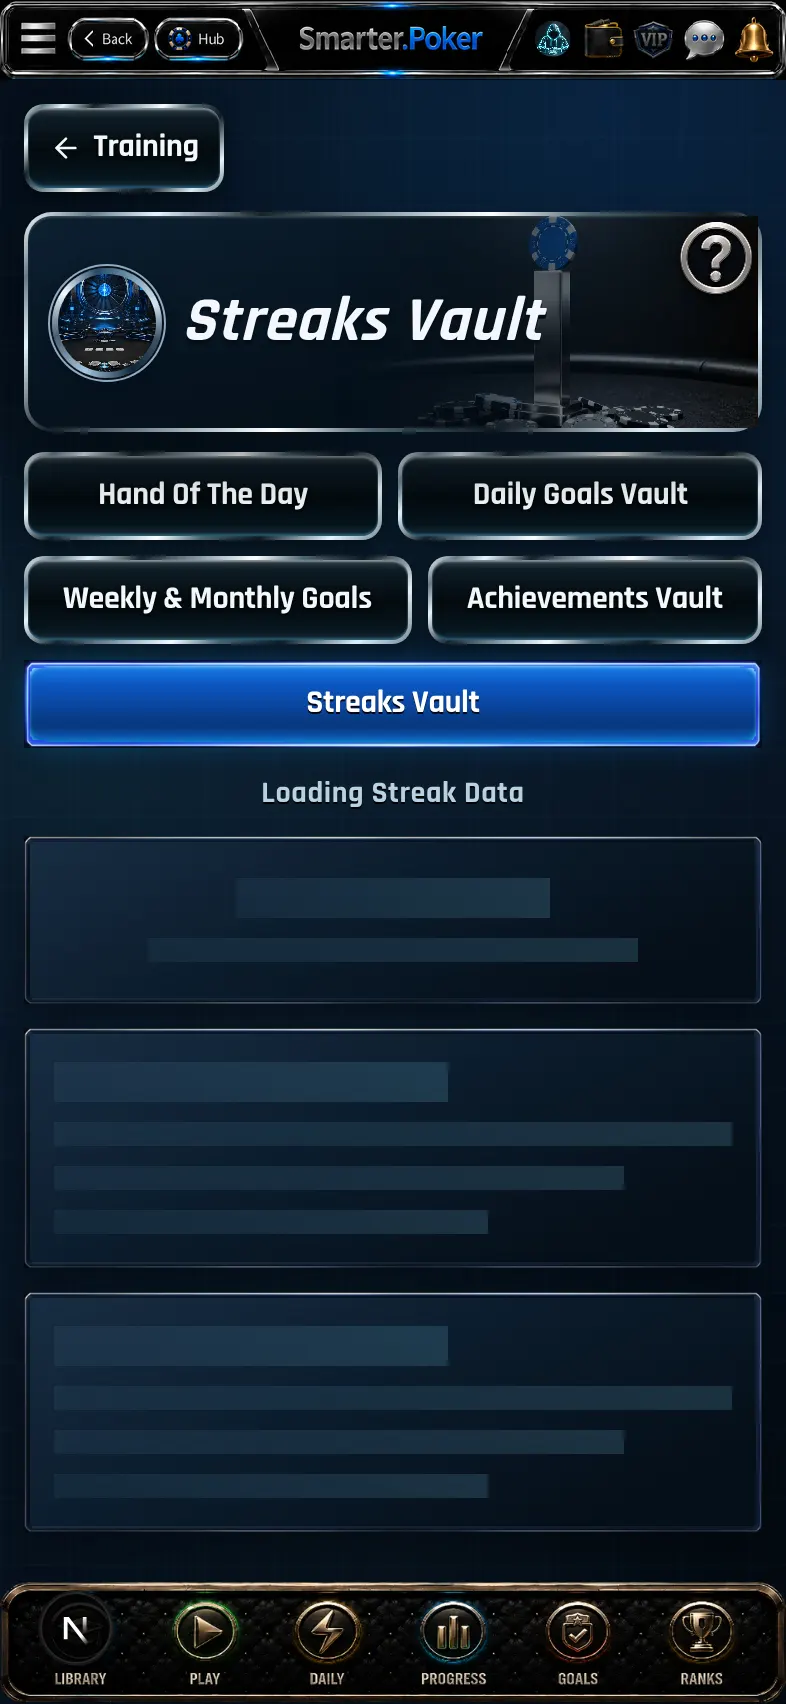 Back
Hub
Smarter.Poker
VIP
← Training
Streaks Vault
?
Hand Of The Day
Daily Goals Vault
Weekly & Monthly Goals
Achievements Vault
Streaks Vault
Loading Streak Data
N
LIBRARY
PLAY
DAILY
PROGRESS
GOALS
RANKS